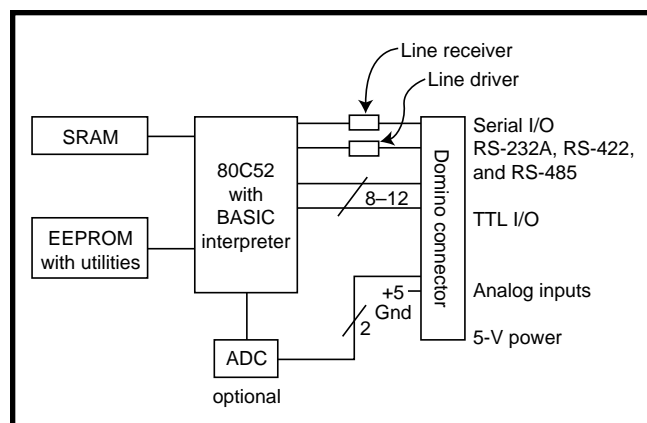 Line receiver
Line driver
SRAM
80C52
with
BASIC
interpreter
EEPROM
with utilities
ADC
optional
8–12
+5
Gnd
2
Domino connector
Serial I/O
RS-232A, RS-422,
and RS-485
TTL I/O
Analog inputs
5-V power